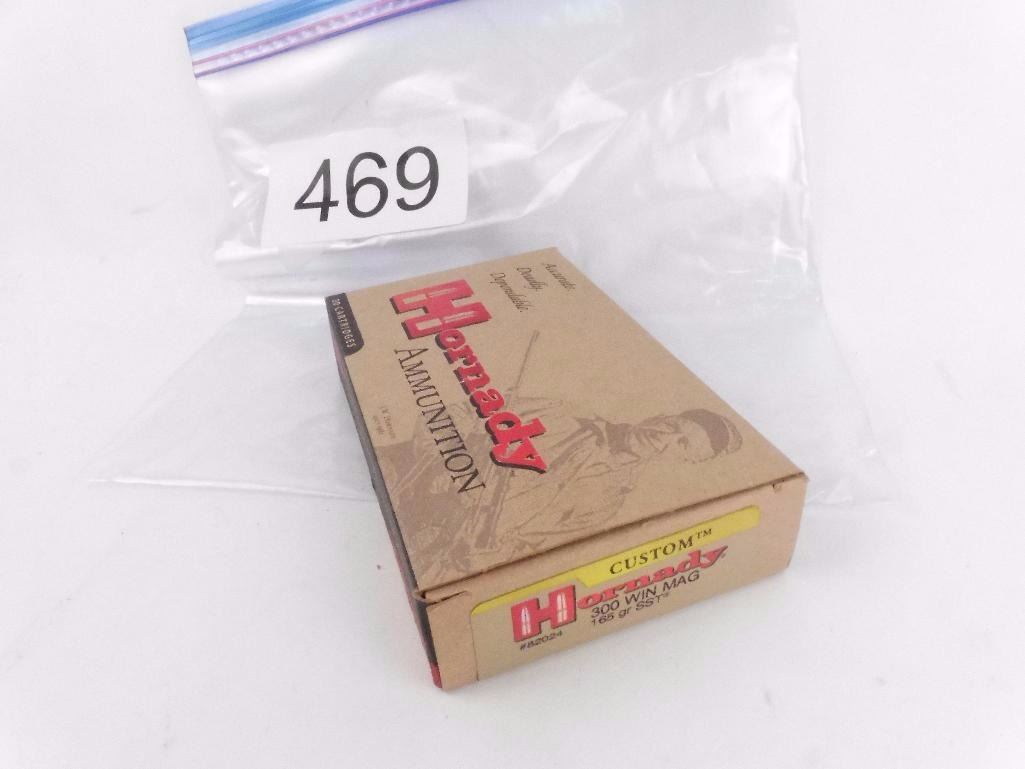 469
Accurate.
Deadly.
Dependable.
20 CARTRIDGES
Hornady
AMMUNITION
CUSTOM™
Hornady®
300 WIN MAG
165 gr SST®
#82024